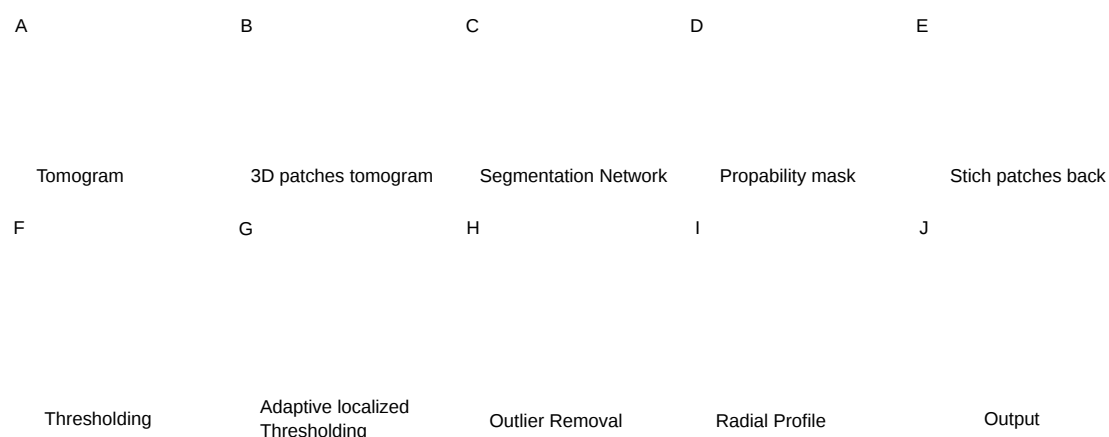 A B C D E
Tomogram 3D patches tomogram Segmentation Network Propability mask Stich patches back
F G H I J
Thresholding Adaptive localized Outlier Removal Radial Profile Output
Thresholding